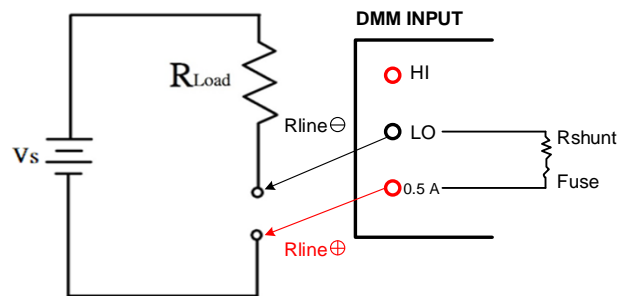 DMM INPUT
RLoad
Vs
HI
Rline⊖
LO
Rshunt
0.5 A
Fuse
Rline⊕